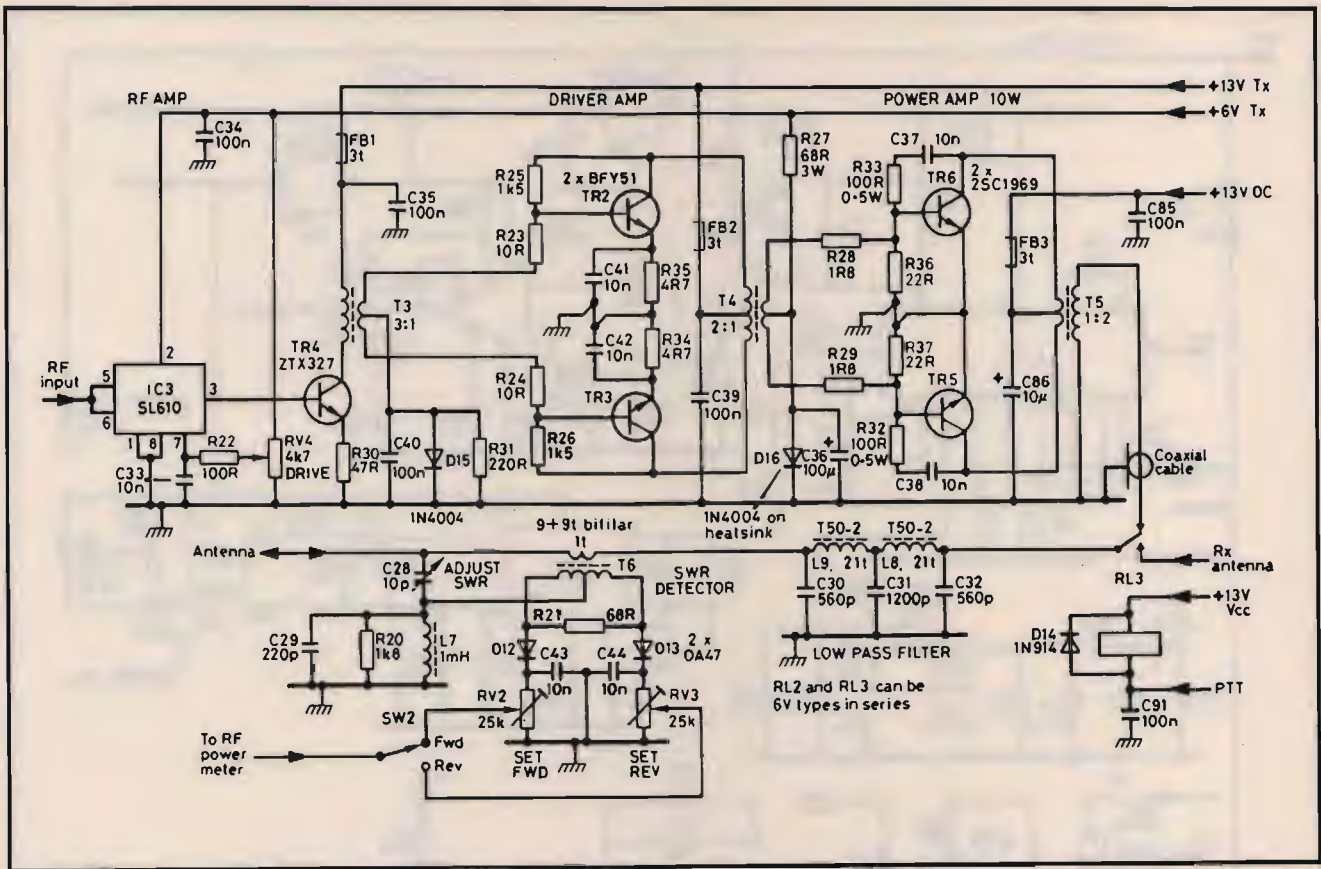 RF AMP
DRIVER AMP
POWER AMP 10W
+13V Tx
+6V Tx
C34
100n
FB1
3t
C35
100n
R25
1k5
2 x BFY51
TR2
R23
10R
C41
10n
R35
4R7
C42
10n
R34
4R7
FB2
3t
T3
3:1
T4
2:1
R27
68R
3W
C37
10n
R33
100R
0·5W
TR6
2 x
2SC1969
+13V OC
C85
100n
FB3
3t
R28
1R8
R36
22R
T5
1:2
R29
1R8
R37
22R
C86
10μ
+
TR5
R32
100R
0·5W
C38
10n
TR4
ZTX327
RF
input
5
6
2
IC3
SL610
3
1
8
7
R22
100R
C33
10n
RV4
4k7
DRIVE
R30
47R
C40
100n
D15
1N4004
R31
220R
R24
10R
R26
1k5
TR3
C39
100n
D16
C36
100μ
+
1N4004 on
heatsink
Coaxial
cable
Antenna
9+9t bifilar
1t
T6
C28
10p
ADJUST
SWR
SWR
DETECTOR
T50-2
L9, 21t
T50-2
L8, 21t
Rx
antenna
RL3
C30
560p
C31
1200p
C32
560p
LOW PASS FILTER
RL2 and RL3 can be
6V types in series
+13V
Vcc
D14
1N914
PTT
C91
100n
C29
220p
R20
1k8
L7
1mH
R21
68R
D12
C43
10n
C44
10n
D13
2 x
OA47
RV2
25k
RV3
25k
SW2
Fwd
Rev
To RF
power
meter
SET
FWD
SET
REV